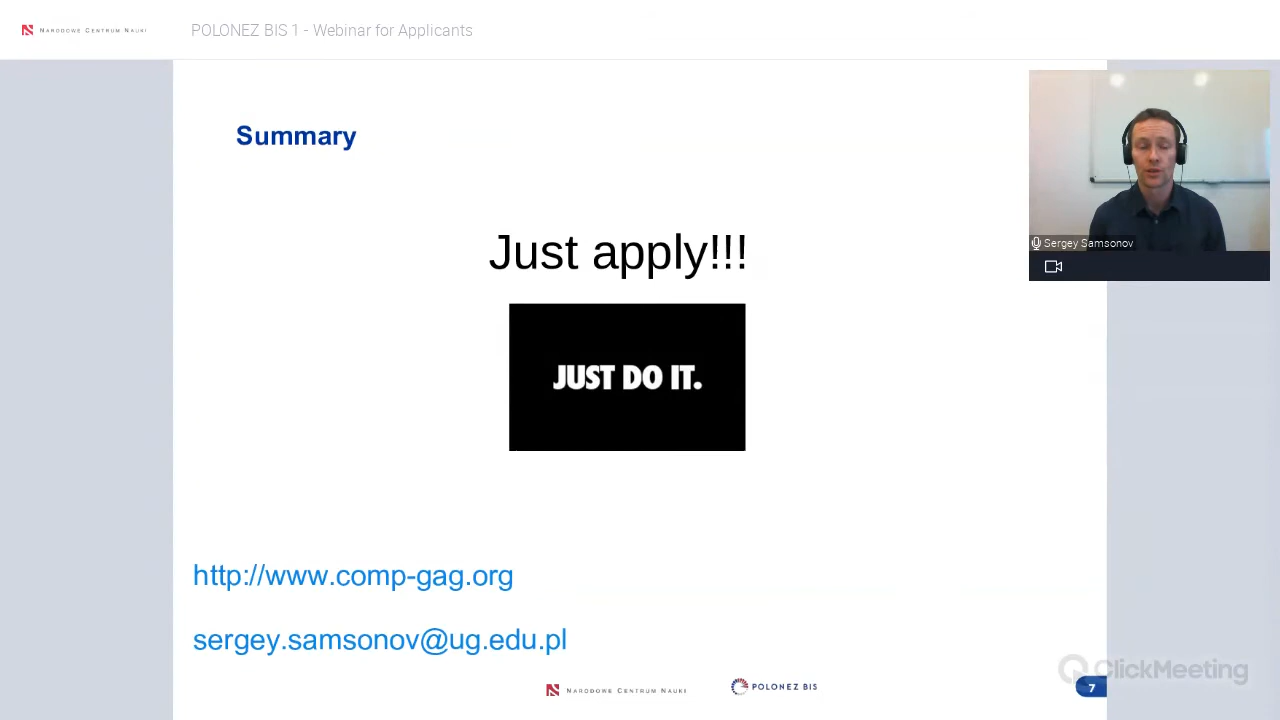 NARODOWE CENTRUM NAUKI
POLONEZ BIS 1 - Webinar for Applicants
Summary
Sergey Samsonov
Just apply!!!
JUST DO IT.
http://www.comp-gag.org
sergey.samsonov@ug.edu.pl
NARODOWE CENTRUM NAUKI
POLONEZ BIS
7
ClickMeeting